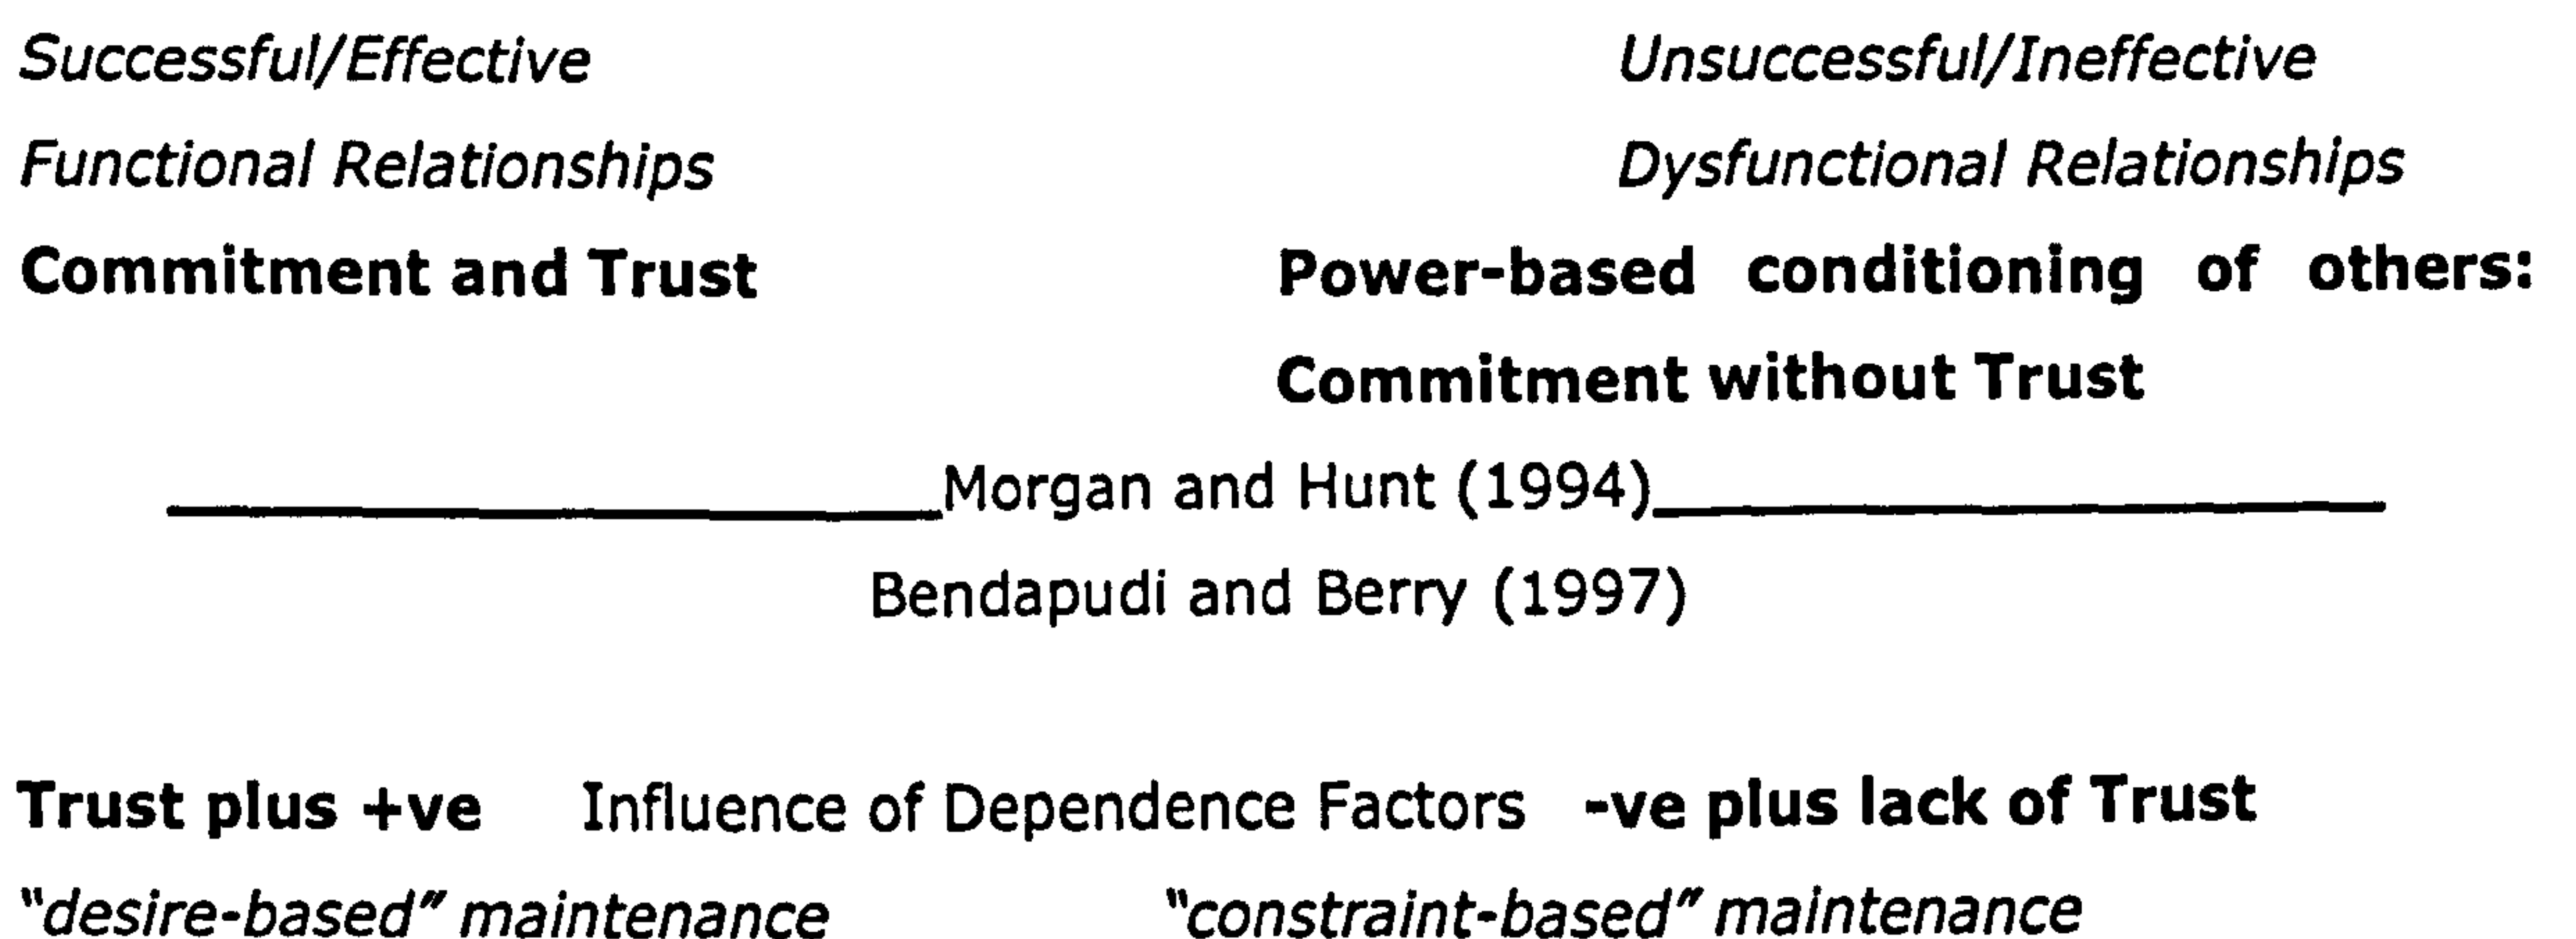 Successful/Effective Unsuccessful/Ineffective
Functional Relationships Dysfunctional Relationships
Commitment and Trust Power-based conditioning of others:
Commitment without Trust
Morgan and Hunt (1994)
Bendapudi and Berry (1997)
Trust plus +ve Influence of Dependence Factors -ve plus lack of Trust
"desire-based" maintenance "constraint-based" maintenance